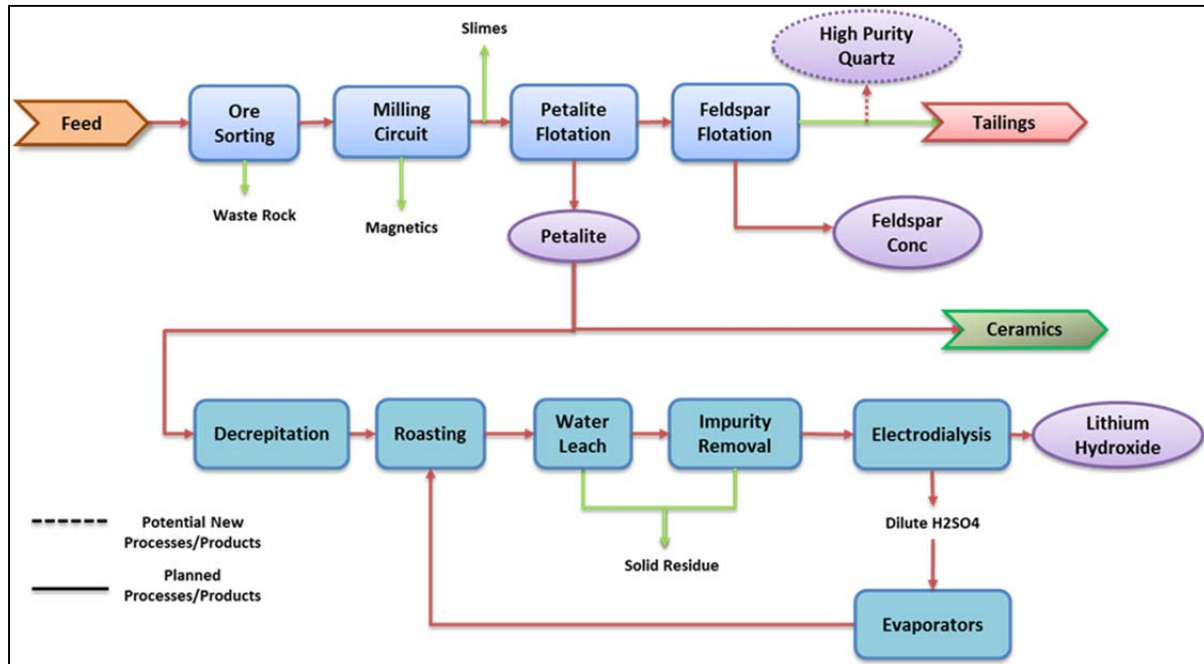 Slimes
High Purity
Quartz
Feed
Ore
Sorting
Milling
Circuit
Petalite
Flotation
Feldspar
Flotation
Tailings
Waste Rock
Magnetics
Petalite
Feldspar
Conc
Ceramics
Decrepitation
Roasting
Water
Leach
Impurity
Removal
Electrodialysis
Lithium
Hydroxide
Potential New
Processes/Products
Dilute H2SO4
Solid Residue
Planned
Processes/Products
Evaporators